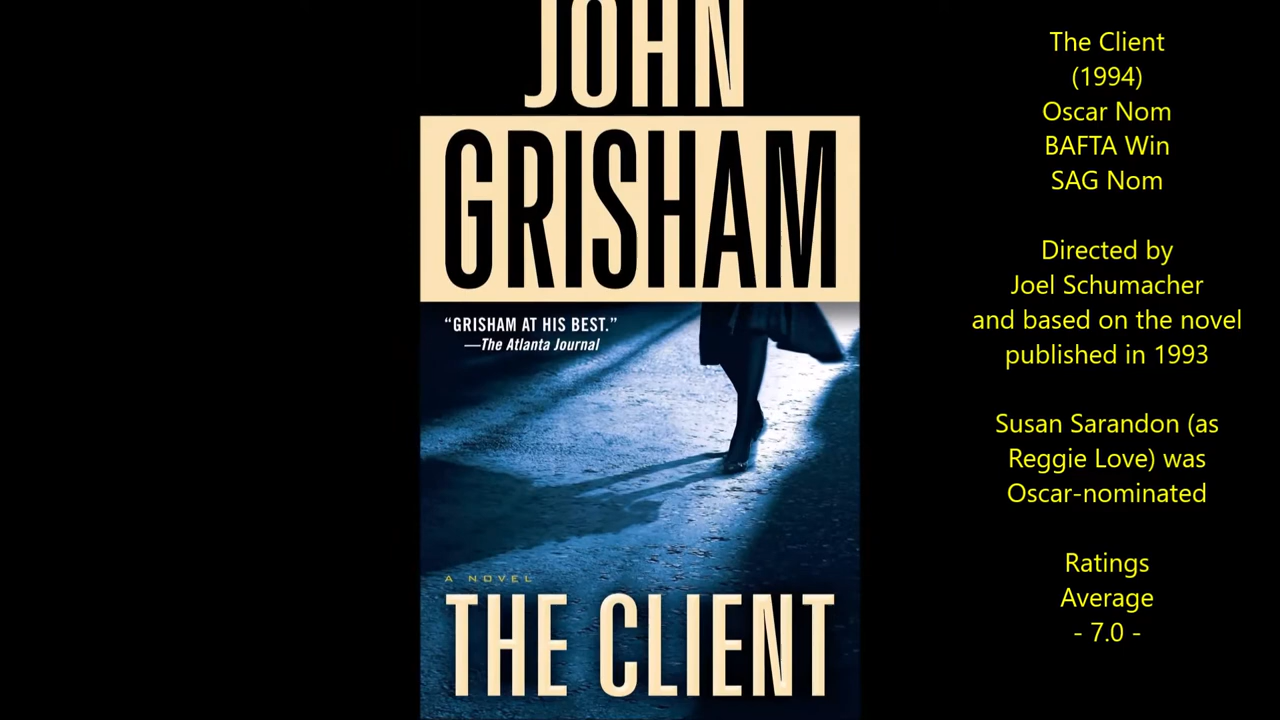 JOHN
GRISHAM
“GRISHAM AT HIS BEST.”
—The Atlanta Journal
A NOVEL
THE CLIENT
The Client
(1994)
Oscar Nom
BAFTA Win
SAG Nom
Directed by
Joel Schumacher
and based on the novel
published in 1993
Susan Sarandon (as
Reggie Love) was
Oscar-nominated
Ratings
Average
- 7.0 -